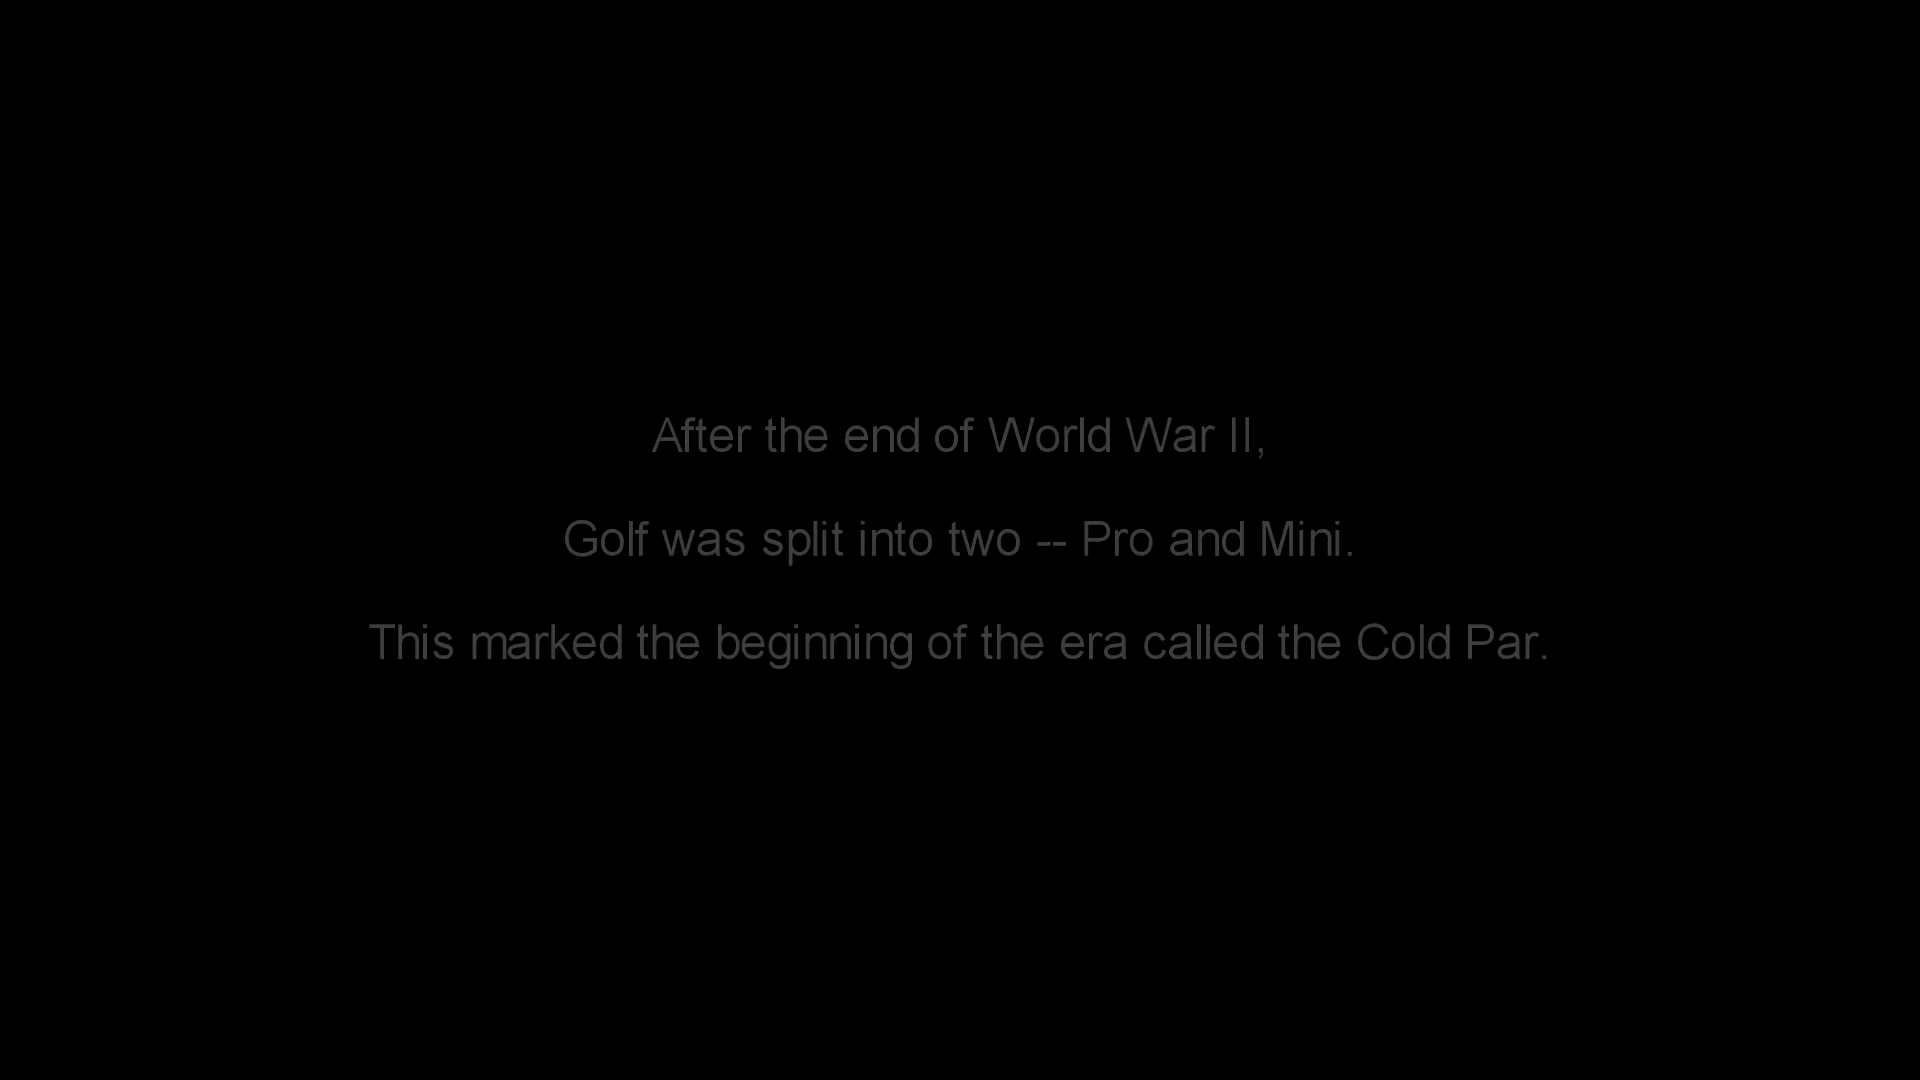 After the end of World War II,
Golf was split into two -- Pro and Mini.
This marked the beginning of the era called the Cold Par.